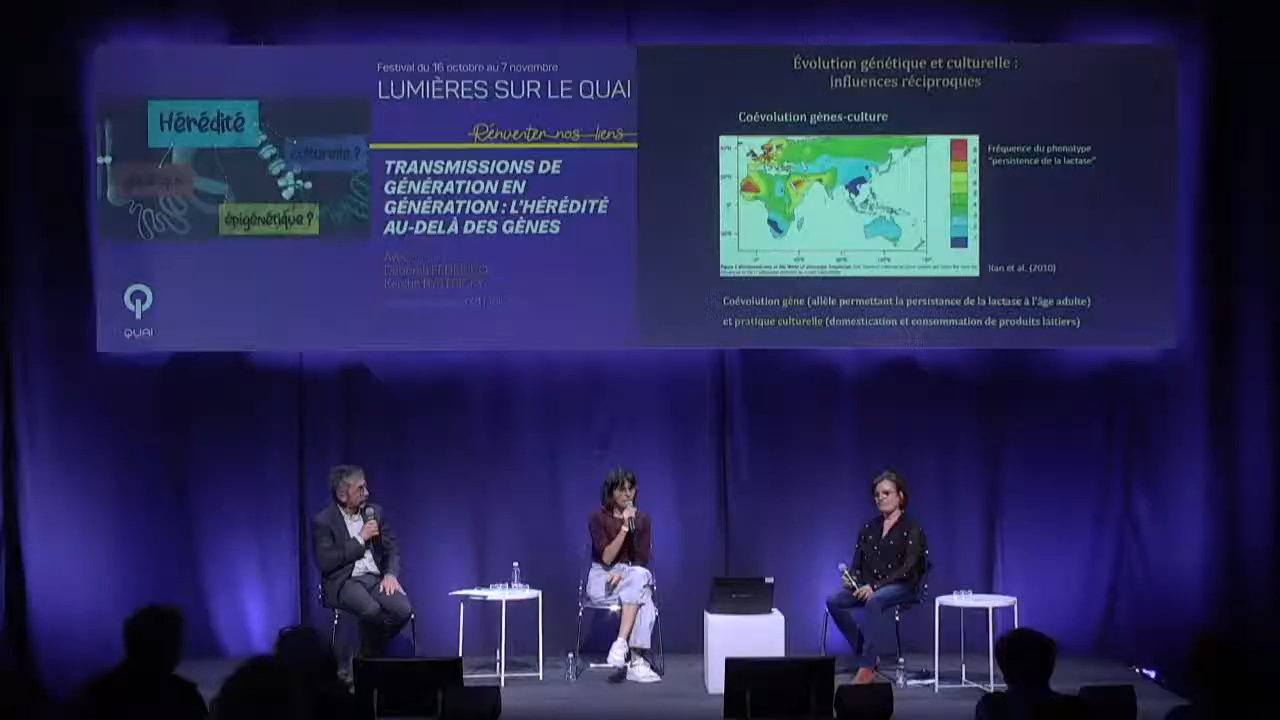 Hérédité
culturelle ?
épigénétique ?
QUAI
Festival du 16 octobre au 7 novembre
LUMIÈRES SUR LE QUAI
Réinventer nos liens
TRANSMISSIONS DE
GÉNÉRATION EN
GÉNÉRATION : L'HÉRÉDITÉ
AU-DELÀ DES GÈNES
Avec
Évolution génétique et culturelle :
influences réciproques
Coévolution gènes-culture
Fréquence du phenotype
"persistence de la lactase"
et al. (2010)
Coévolution gène (allèle permettant la persistance de la lactase à l'âge adulte)
et pratique culturelle (domestication et consommation de produits laitiers)